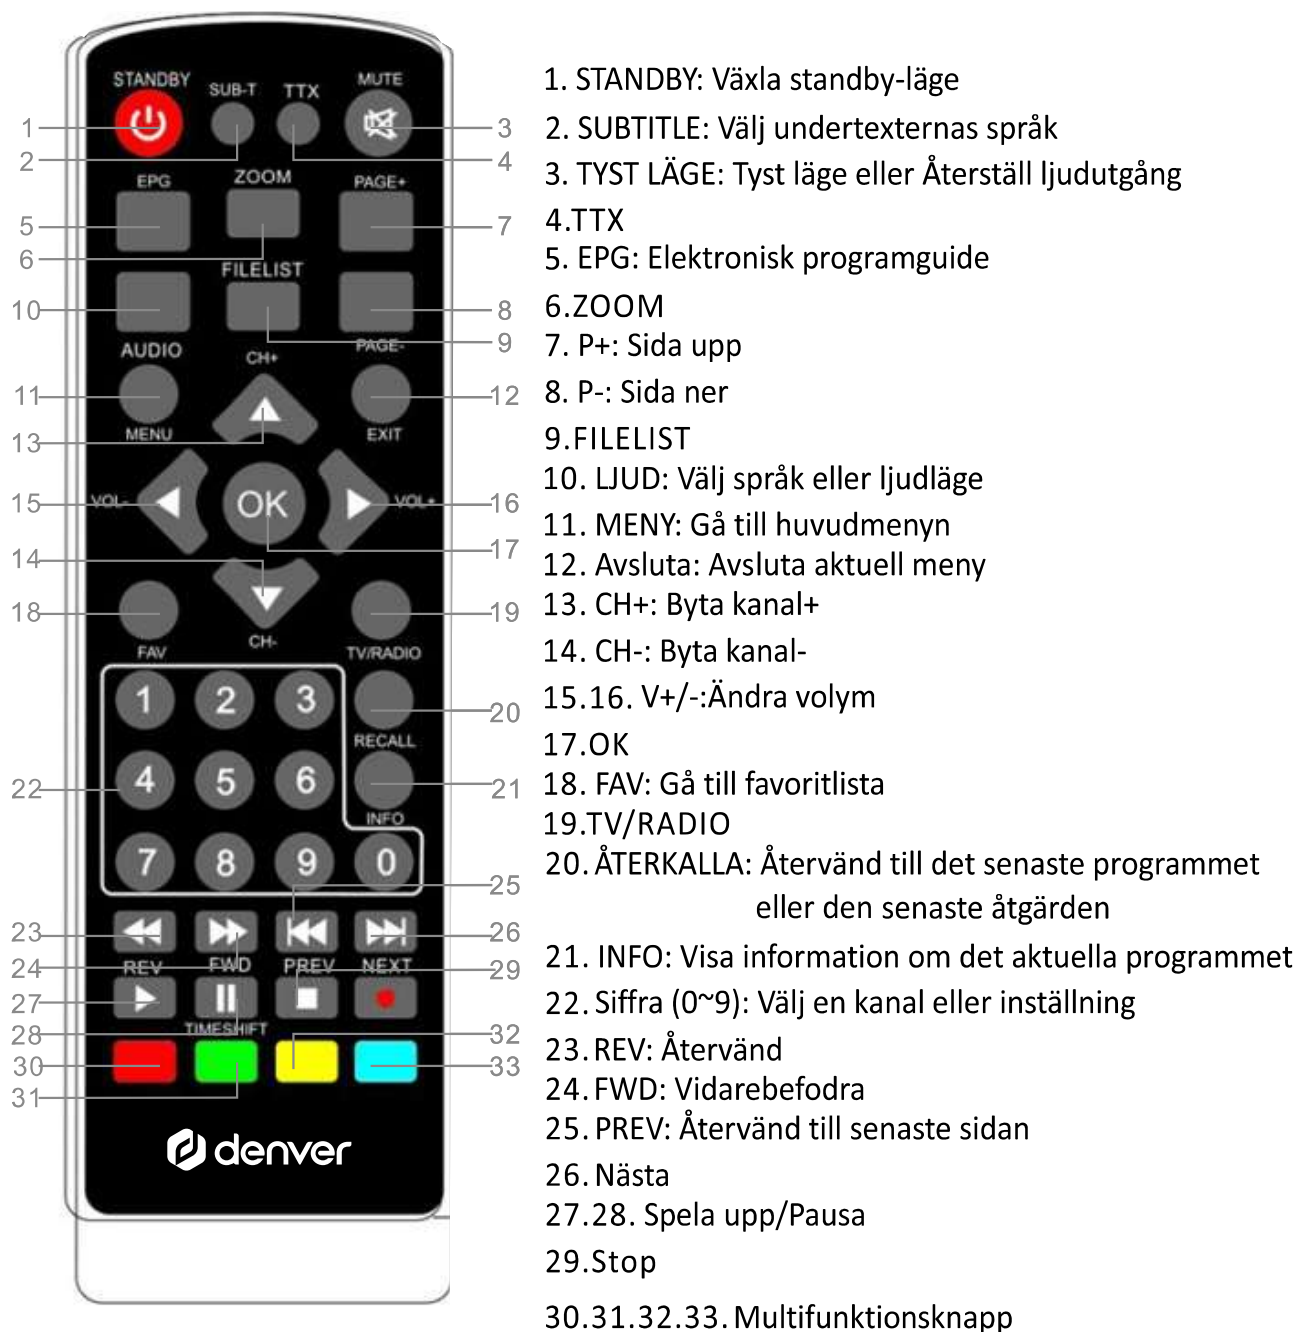 STANDBY SUB-T TTX MUTE
1 2 3 4
EPG ZOOM PAGE+
5 6 7
FILELIST
10 8
9
AUDIO CH+ PAGE-
11 12
MENU EXIT
13
VOL- OK VOL+
15 16
17
14
18 19
FAV CH- TV/RADIO
1 2 3
20
RECALL
22 4 5 6 21
INFO
7 8 9 0
25
23 26
24 REV FWD PREV NEXT 29
27
28 TIMESHIFT 32
30 33
31
denver
1. STANDBY: Växla standby-läge
2. SUBTITLE: Välj undertexternas språk
3. TYST LÄGE: Tyst läge eller Återställ ljudutgång
4.TTX
5. EPG: Elektronisk programguide
6.ZOOM
7. P+: Sida upp
8. P-: Sida ner
9.FILELIST
10. LJUD: Välj språk eller ljudläge
11. MENY: Gå till huvudmenyn
12. Avsluta: Avsluta aktuell meny
13. CH+: Byta kanal+
14. CH-: Byta kanal-
15.16. V+/-:Ändra volym
17.OK
18. FAV: Gå till favoritlista
19.TV/RADIO
20. ÅTERKALLA: Återvänd till det senaste programmet
eller den senaste åtgärden
21. INFO: Visa information om det aktuella programmet
22. Siffra (0~9): Välj en kanal eller inställning
23. REV: Återvänd
24. FWD: Vidarebefodra
25. PREV: Återvänd till senaste sidan
26. Nästa
27.28. Spela upp/Pausa
29.Stop
30.31.32.33. Multifunktionsknapp